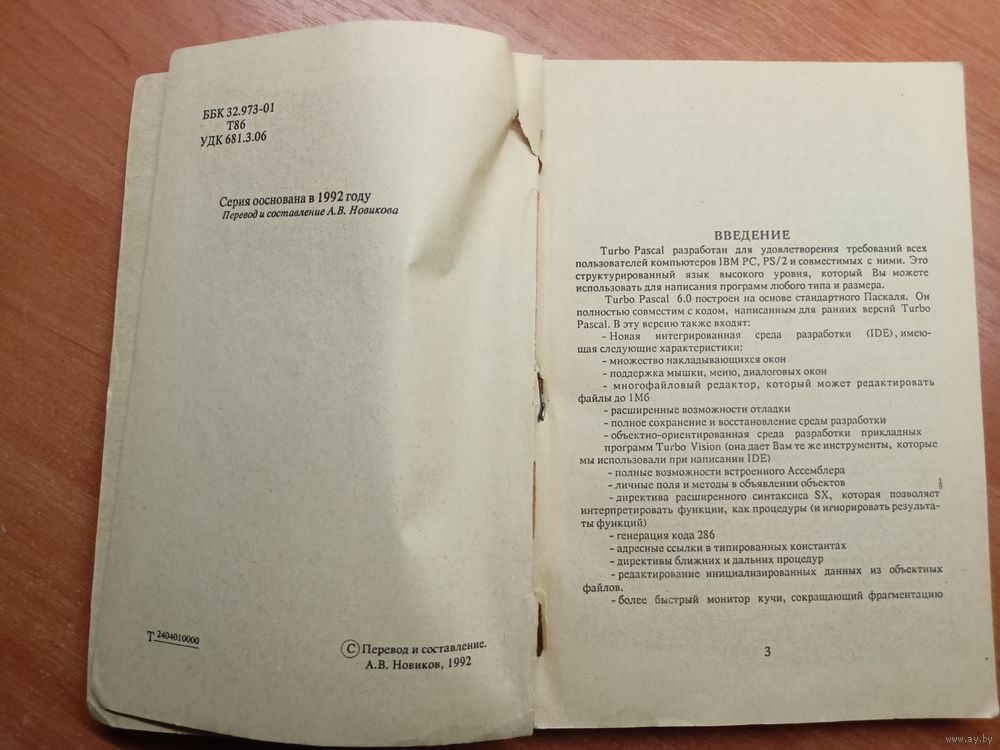 ББК 32.973-01
Т86
УДК 681.3.06
Серия ооснована в 1992 году
Перевод и составление А.В. Новикова
Т 2404010000
© Перевод и составление.
А.В. Новиков, 1992
ВВЕДЕНИЕ
Turbo Pascal разработан для удовлетворения требований всех
пользователей компьютеров IBM PC, PS/2 и совместимых с ними. Это
структурированный язык высокого уровня, который Вы можете
использовать для написания программ любого типа и размера.
Turbo Pascal 6.0 построен на основе стандартного Паскаля. Он
полностью совместим с кодом, написанным для ранних версий Turbo
Pascal. В эту версию также входят:
- Новая интегрированная среда разработки (IDE), имею-
щая следующие характеристики:
- множество накладывающихся окон
- поддержка мышки, меню, диалоговых окон
- многофайловый редактор, который может редактировать
файлы до 1Мб
- расширенные возможности отладки
- полное сохранение и восстановление среды разработки
- объектно-ориентированная среда разработки прикладных
программ Turbo Vision (она дает Вам те же инструменты, которые
мы использовали при написании IDE)
- полные возможности встроенного Ассемблера
- личные поля и методы в объявлении объектов
- директива расширенного синтаксиса SX, которая позволяет
интерпретировать функции, как процедуры (и игнорировать результа-
ты функций)
- генерация кода 286
- адресные ссылки в типированных константах
- директивы ближних и дальних процедур
- редактирование инициализированных данных из объектных
файлов.
- более быстрый монитор кучи, сокращающий фрагментацию
3
www.ay.by